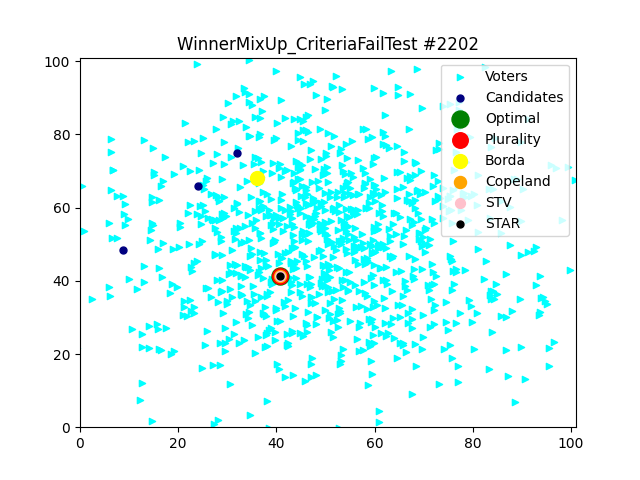 WinnerMixUp_CriteriaFailTest #2202
100
80
60
40
20
0
0
20
40
60
80
100
Voters
Candidates
Optimal
Plurality
Borda
Copeland
STV
STAR